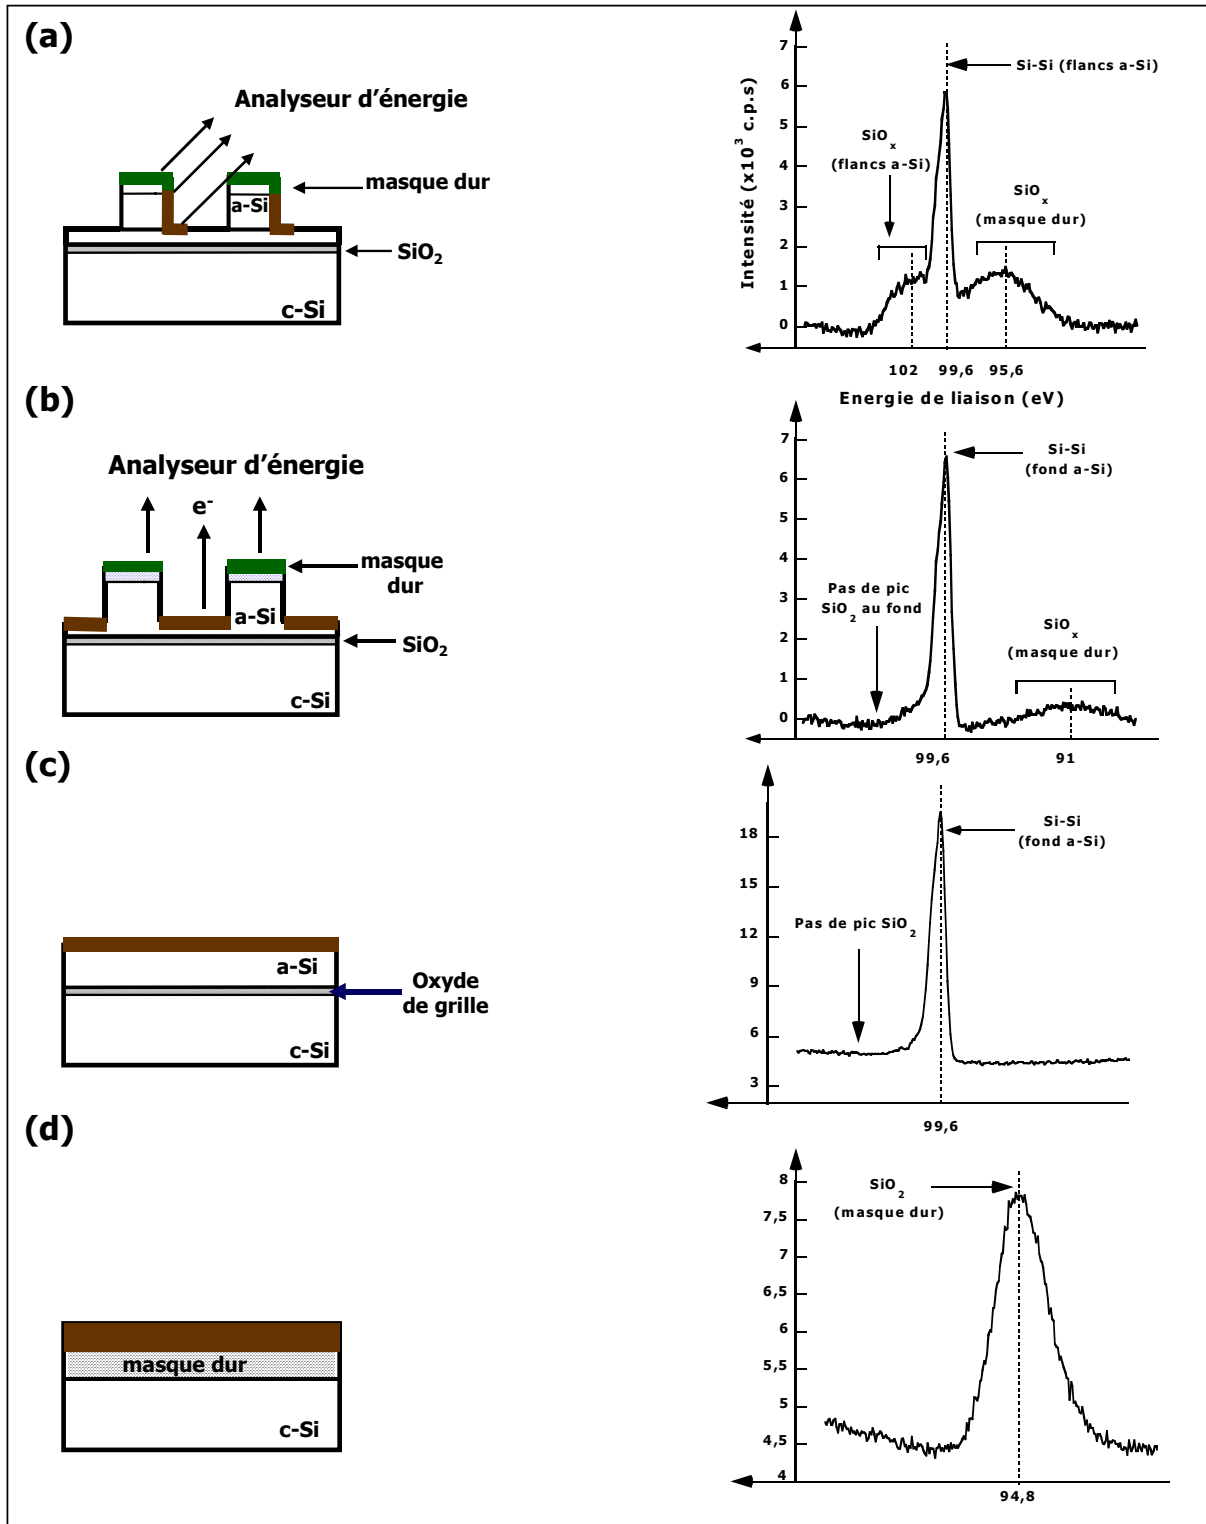 (a)
Analyseur d'énergie
masque dur
a-Si
SiO2
c-Si
Intensité (x10³ c.p.s)
7
6
5
4
3
2
1
0
Si-Si (flancs a-Si)
SiOx
(flancs a-Si)
SiOx
(masque dur)
102
99,6
95,6
Energie de liaison (eV)
(b)
Analyseur d'énergie
e-
masque
dur
a-Si
SiO2
c-Si
7
6
5
4
3
2
1
0
Si-Si
(fond a-Si)
Pas de pic
SiO2 au fond
SiOx
(masque dur)
99,6
91
(c)
a-Si
Oxyde
de grille
c-Si
18
15
12
9
6
3
Si-Si
(fond a-Si)
Pas de pic SiO2
99,6
(d)
masque dur
c-Si
8
7,5
7
6,5
6
5,5
5
4,5
4
SiO2
(masque dur)
94,8